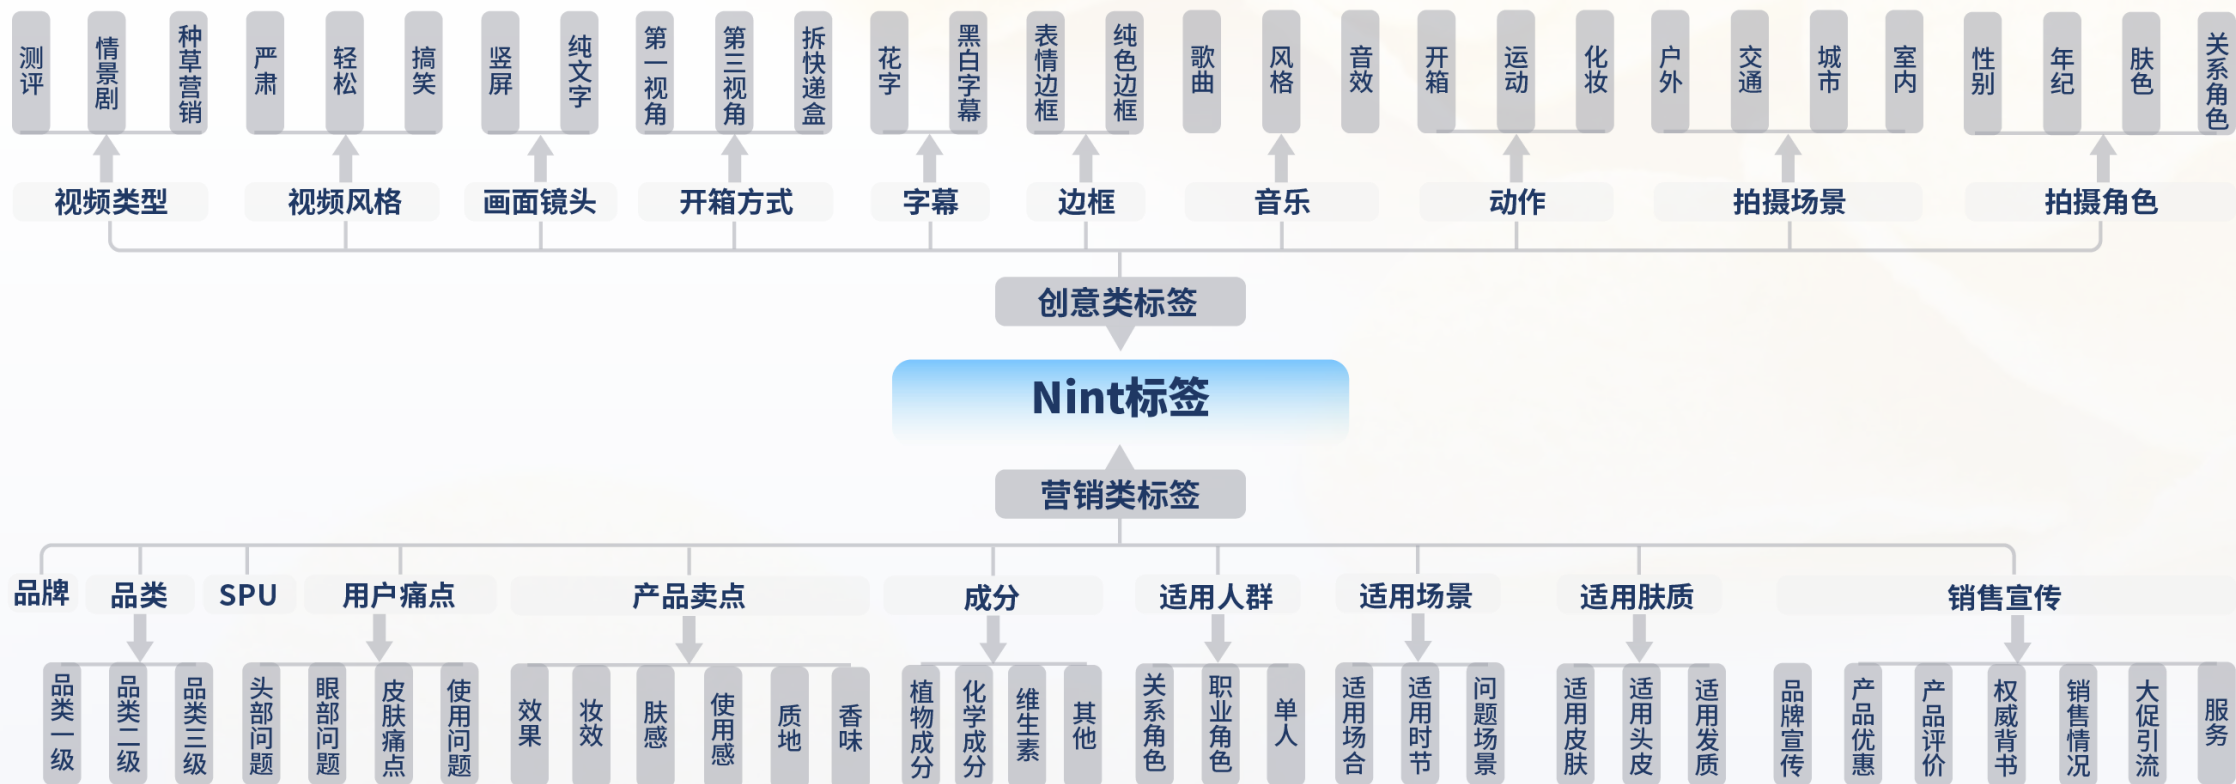 测评
情景剧
种草营销
严肃
轻松
搞笑
竖屏
纯文字
第一视角
第三视角
拆快递盒
花字
黑白字幕
表情边框
纯色边框
歌曲
风格
音效
开箱
运动
化妆
户外
交通
城市
室内
性别
年纪
肤色
关系角色
视频类型
视频风格
画面镜头
开箱方式
字幕
边框
音乐
动作
拍摄场景
拍摄角色
创意类标签
Nint标签
营销类标签
品牌
品类
SPU
用户痛点
产品卖点
成分
适用人群
适用场景
适用肤质
销售宣传
品类一级
品类二级
品类三级
头部问题
眼部问题
皮肤痛点
使用问题
效果
妆效
肤感
使用感
质地
香味
植物成分
化学成分
维生素
其他
关系角色
职业角色
单人
适用场合
适用时节
问题场景
适用皮肤
适用头皮
适用发质
品牌宣传
产品优惠
产品评价
权威背书
销售情况
大促引流
服务